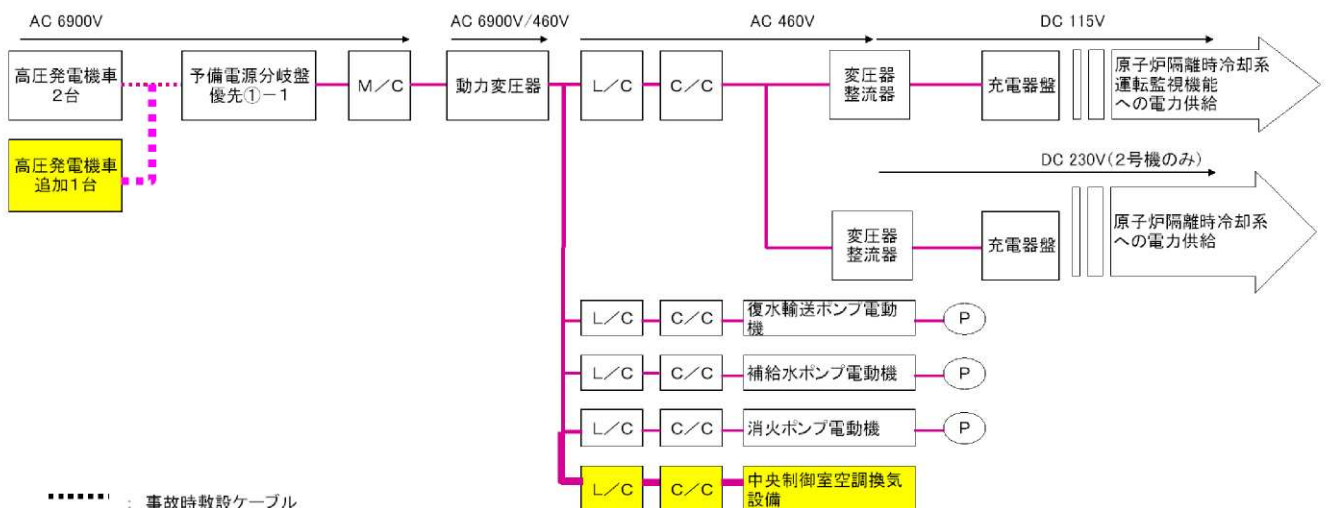 AC 6900V
AC 6900V/460V
AC 460V
DC 115V
高圧発電機車
2台
予備電源分岐盤
優先①-1
M/C
動力変圧器
L/C
C/C
変圧器
整流器
充電器盤
原子炉隔離時冷却系
運転監視機能
への電力供給
高圧発電機車
追加1台
DC 230V(2号機のみ)
変圧器
整流器
充電器盤
原子炉隔離時冷却系
への電力供給
L/C
C/C
復水輸送ポンプ電動
機
P
L/C
C/C
補給水ポンプ電動機
P
L/C
C/C
消火ポンプ電動機
P
L/C
C/C
中央制御室空調換気
設備
: 事故時敷設ケーブル